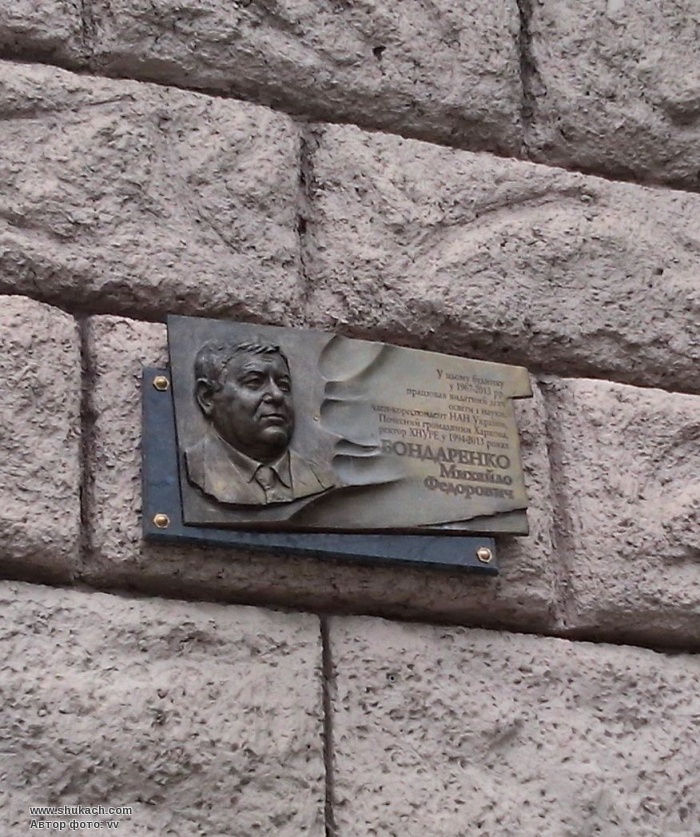 У цьому будинку
у 1967-2013 рр.
працював видатний діяч
освіти і науки,
член-кореспондент НАН України,
Почесний громадянин Харкова,
ректор ХНУРЕ у 1994-2013 роках
БОНДАРЕНКО
Михайло
Федорович
www.shukach.com
Автор фото: vv